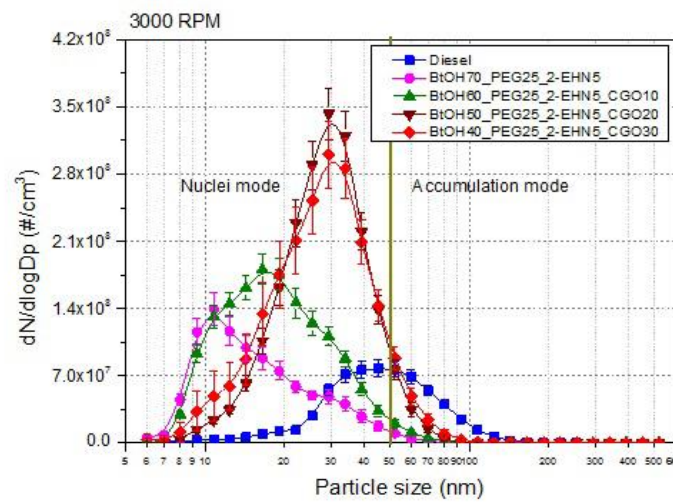 3000 RPM
4.2x10⁸
3.5x10⁸
2.8x10⁸
2.1x10⁸
1.4x10⁸
7.0x10⁷
0.0
dN/dlogDp (#/cm³)
Diesel
BtOH70_PEG25_2-EHN5
BtOH60_PEG25_2-EHN5_CGO10
BtOH50_PEG25_2-EHN5_CGO20
BtOH40_PEG25_2-EHN5_CGO30
Nuclei mode
Accumulation mode
5 6 7 8 9 10 20 30 40 50 60 70 80 90 100 200 300 400 500
Particle size (nm)